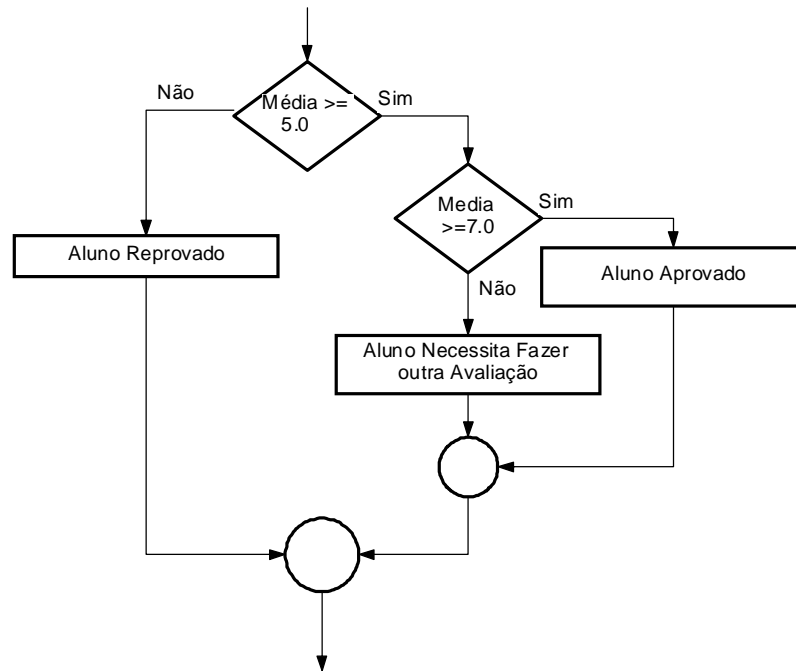 Não
Média >=
5.0
Sim
Media
>=7.0
Sim
Aluno Reprovado
Aluno Aprovado
Não
Aluno Necessita Fazer
outra Avaliação